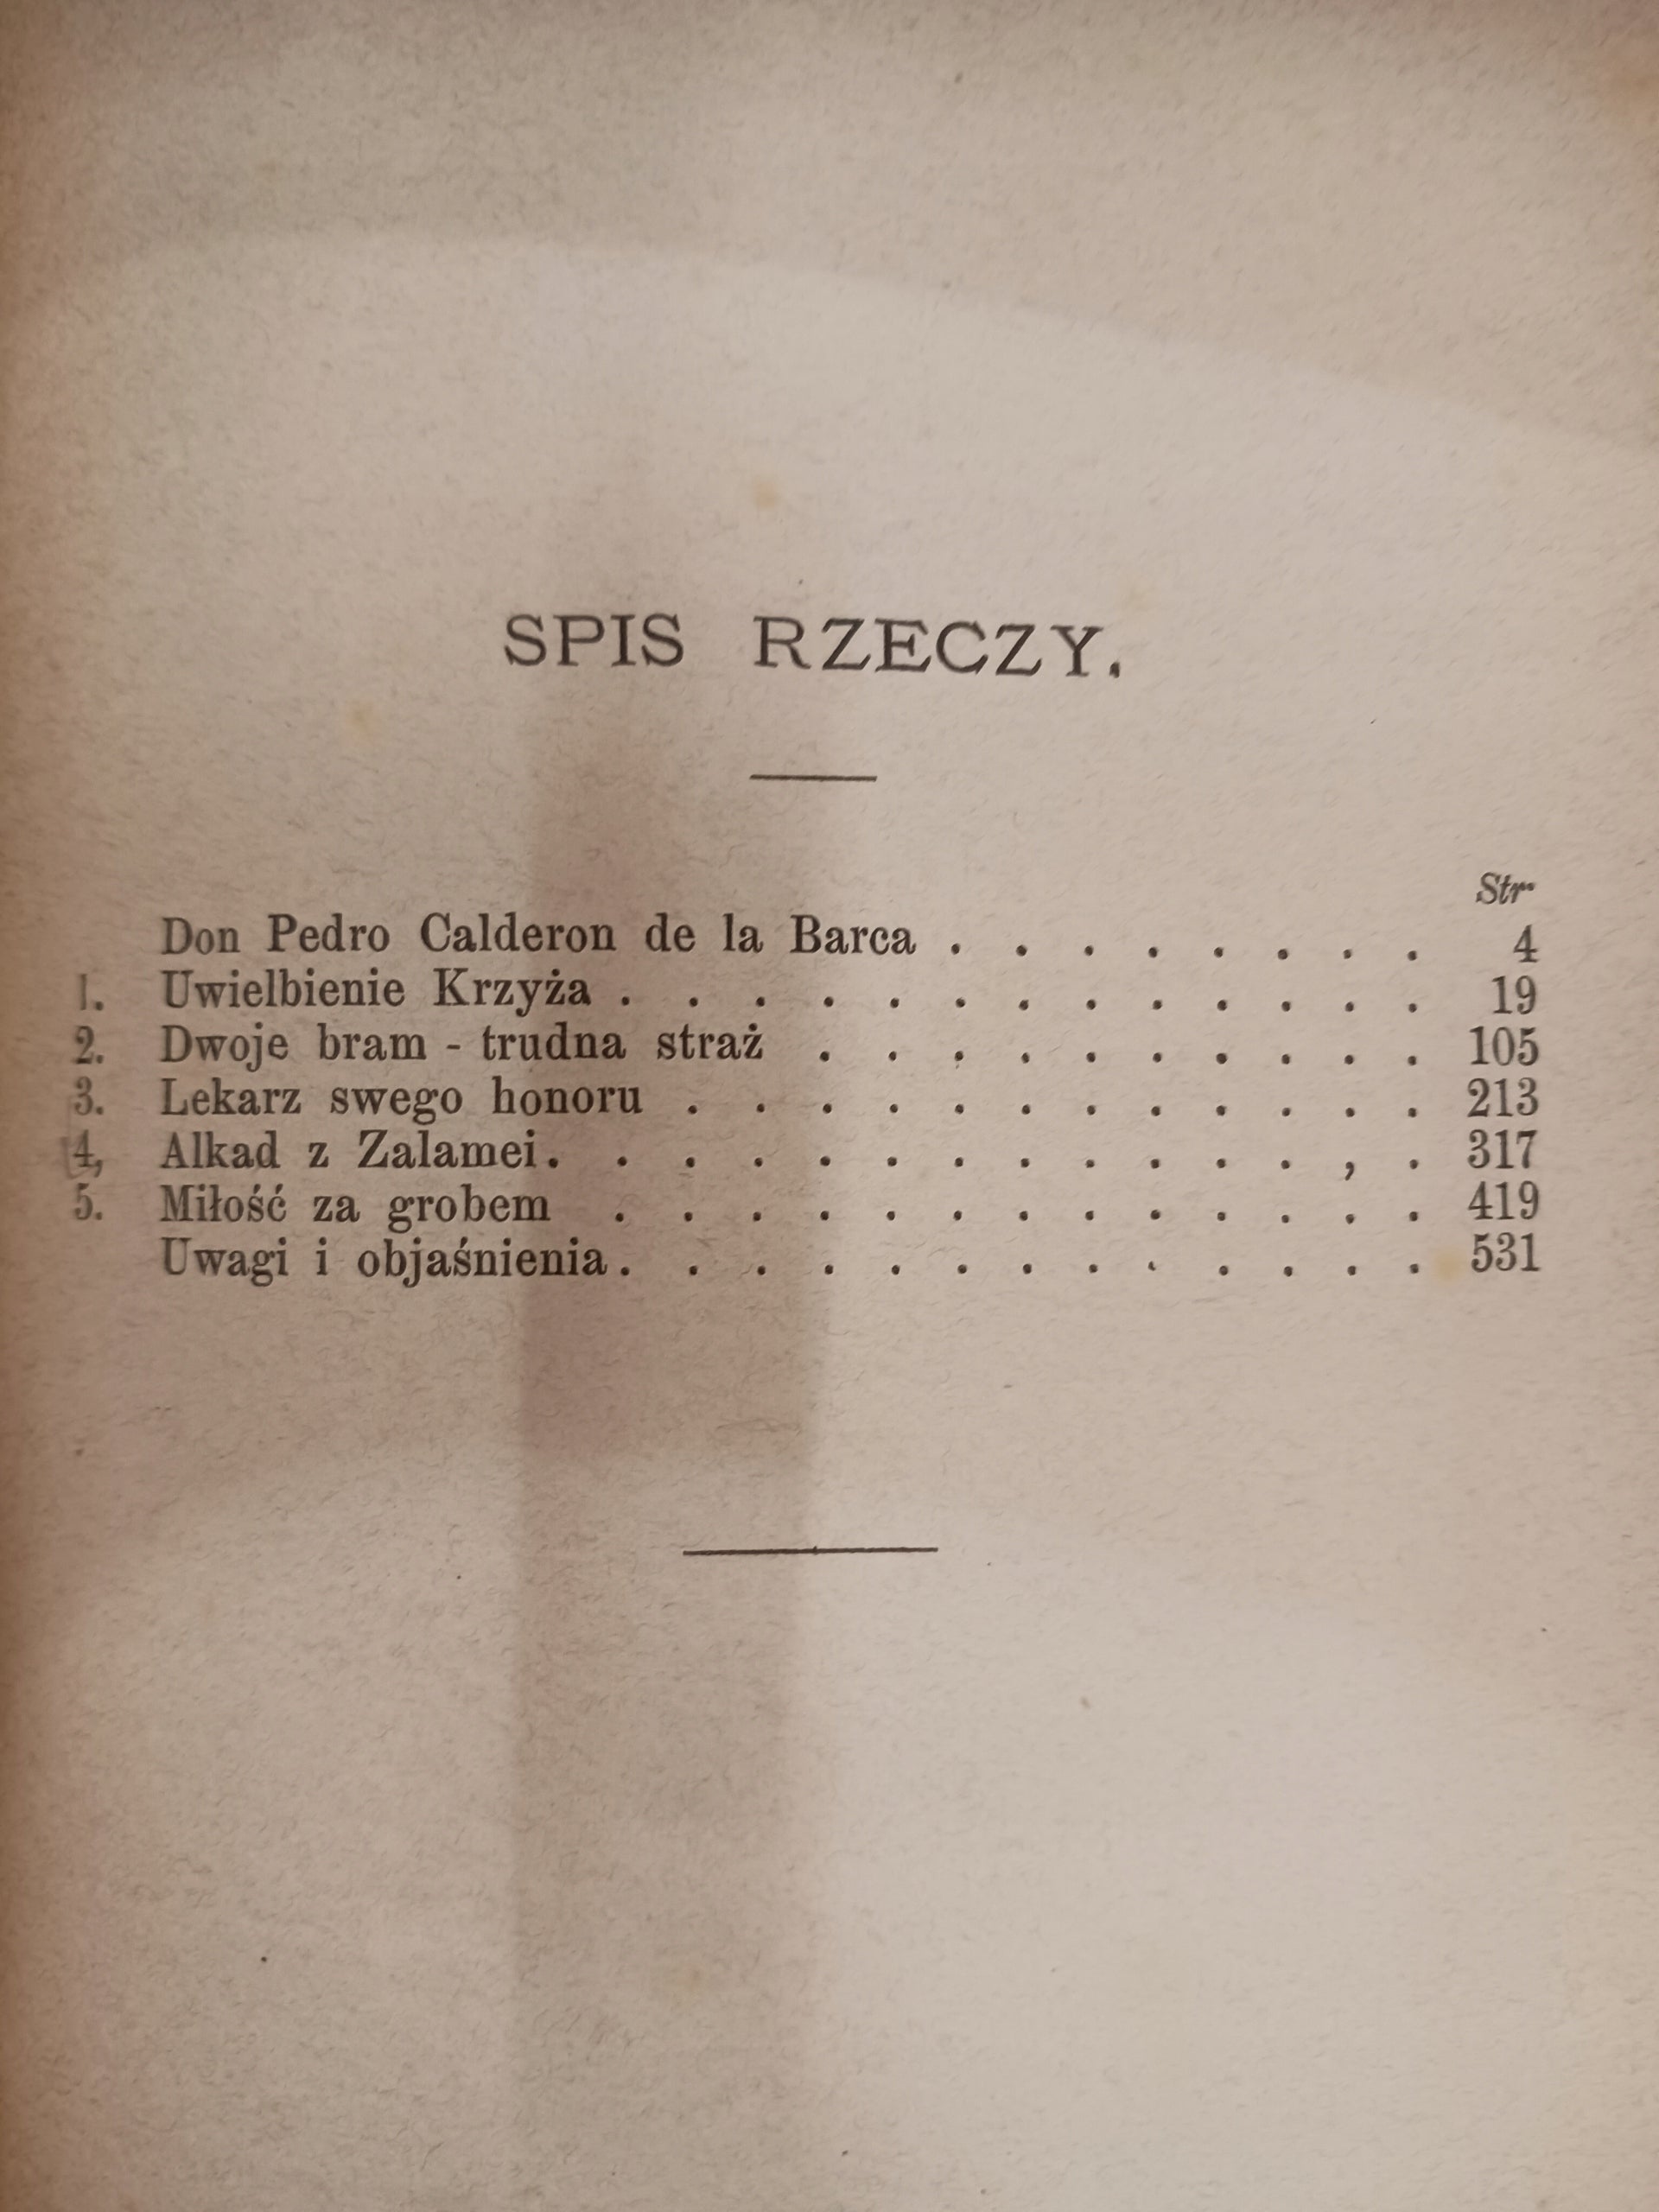 SPIS RZECZY.
Str.
Don Pedro Calderon de la Barca . . . . . . . . 4
1. Uwielbienie Krzyża . . . . . . . . . . . . . 19
2. Dwoje bram - trudna straż . . . . . . . . . . 105
3. Lekarz swego honoru . . . . . . . . . . . . 213
4, Alkad z Zalamei. . . . . . . . . . . . , . 317
5. Miłość za grobem . . . . . . . . . . . . . 419
Uwagi i objaśnienia . . . . . . . . . . . . . 531